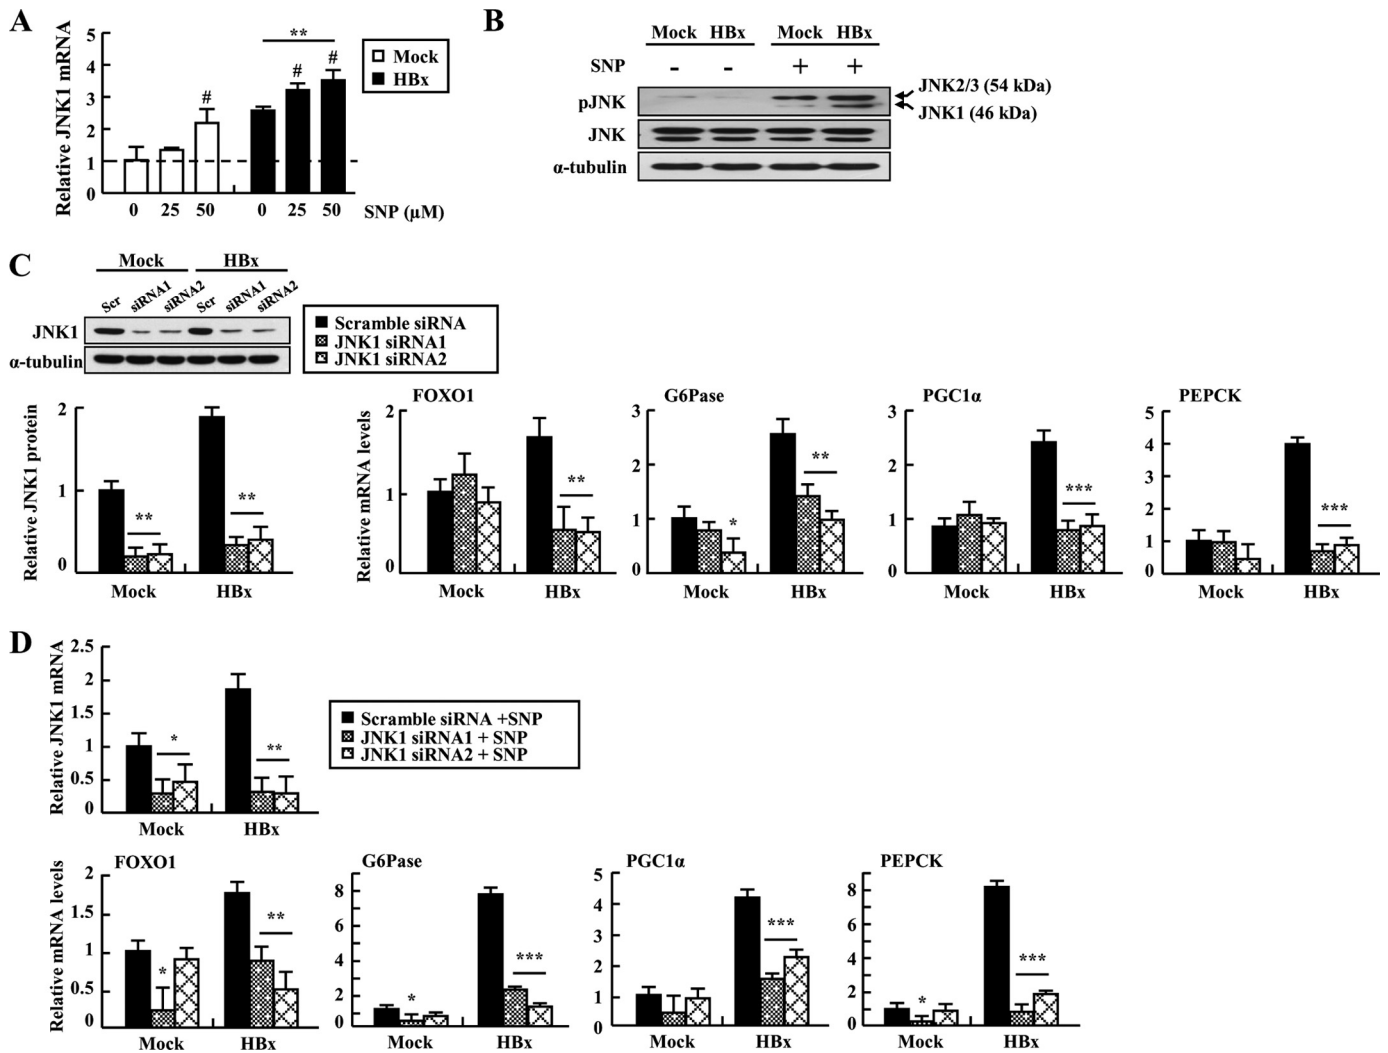 A
Relative JNK1 mRNA
5
4
3
2
1
0
#
**
#
#
Mock
HBx
0 25 50 0 25 50 SNP (µM)
B
Mock HBx Mock HBx
SNP - - + +
pJNK
JNK2/3 (54 kDa)
JNK1 (46 kDa)
JNK
α-tubulin
C
Mock HBx
Scr siRNA1 siRNA2 Scr siRNA1 siRNA2
JNK1
α-tubulin
Scramble siRNA
JNK1 siRNA1
JNK1 siRNA2
Relative JNK1 protein
2
1
0
**
**
Mock HBx
FOXO1
Relative mRNA levels
2
1
0
**
Mock HBx
G6Pase
3
2
1
0
*
**
Mock HBx
PGC1α
3
2
1
0
***
Mock HBx
PEPCK
5
4
3
2
1
0
***
Mock HBx
D
Relative JNK1 mRNA
2.5
2
1.5
1
0.5
0
*
**
Mock HBx
Scramble siRNA +SNP
JNK1 siRNA1 + SNP
JNK1 siRNA2 + SNP
FOXO1
Relative mRNA levels
2
1.5
1
0.5
0
*
**
Mock HBx
G6Pase
8
6
4
2
0
*
***
Mock HBx
PGC1α
5
4
3
2
1
0
***
Mock HBx
PEPCK
8
6
4
2
0
*
***
Mock HBx